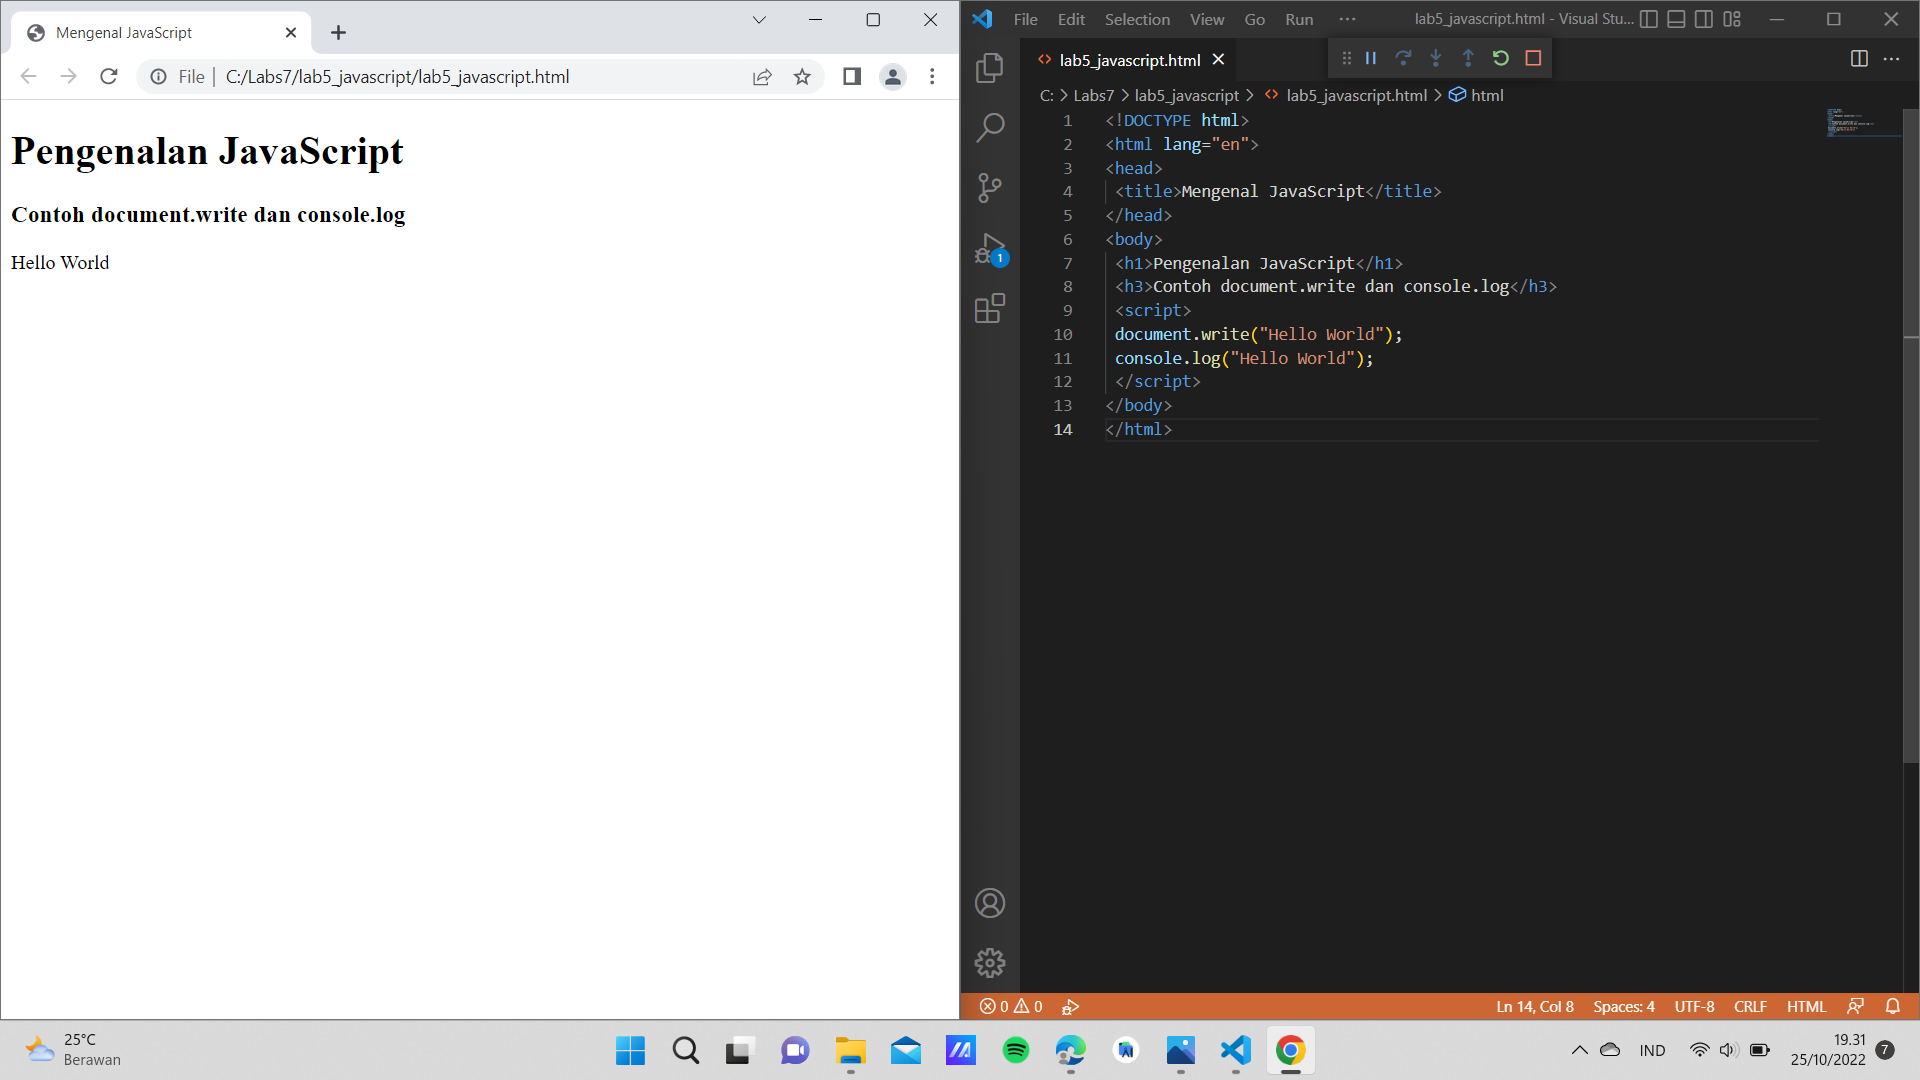 Mengenal JavaScript
File
C:/Labs7/lab5_javascript/lab5_javascript.html
Pengenalan JavaScript
Contoh document.write dan console.log
Hello World
File Edit Selection View Go Run ··· lab5_javascript.html - Visual Stu...
lab5_javascript.html
C: > Labs7 > lab5_javascript > lab5_javascript.html > html
1 <!DOCTYPE html>
2 <html lang="en">
3 <head>
4 <title>Mengenal JavaScript</title>
5 </head>
6 <body>
7 <h1>Pengenalan JavaScript</h1>
8 <h3>Contoh document.write dan console.log</h3>
9 <script>
10 document.write("Hello World");
11 console.log("Hello World");
12 </script>
13 </body>
14 </html>
1
0 0 Ln 14, Col 8 Spaces: 4 UTF-8 CRLF HTML
25°C
Berawan
IND
19.31
25/10/2022
7